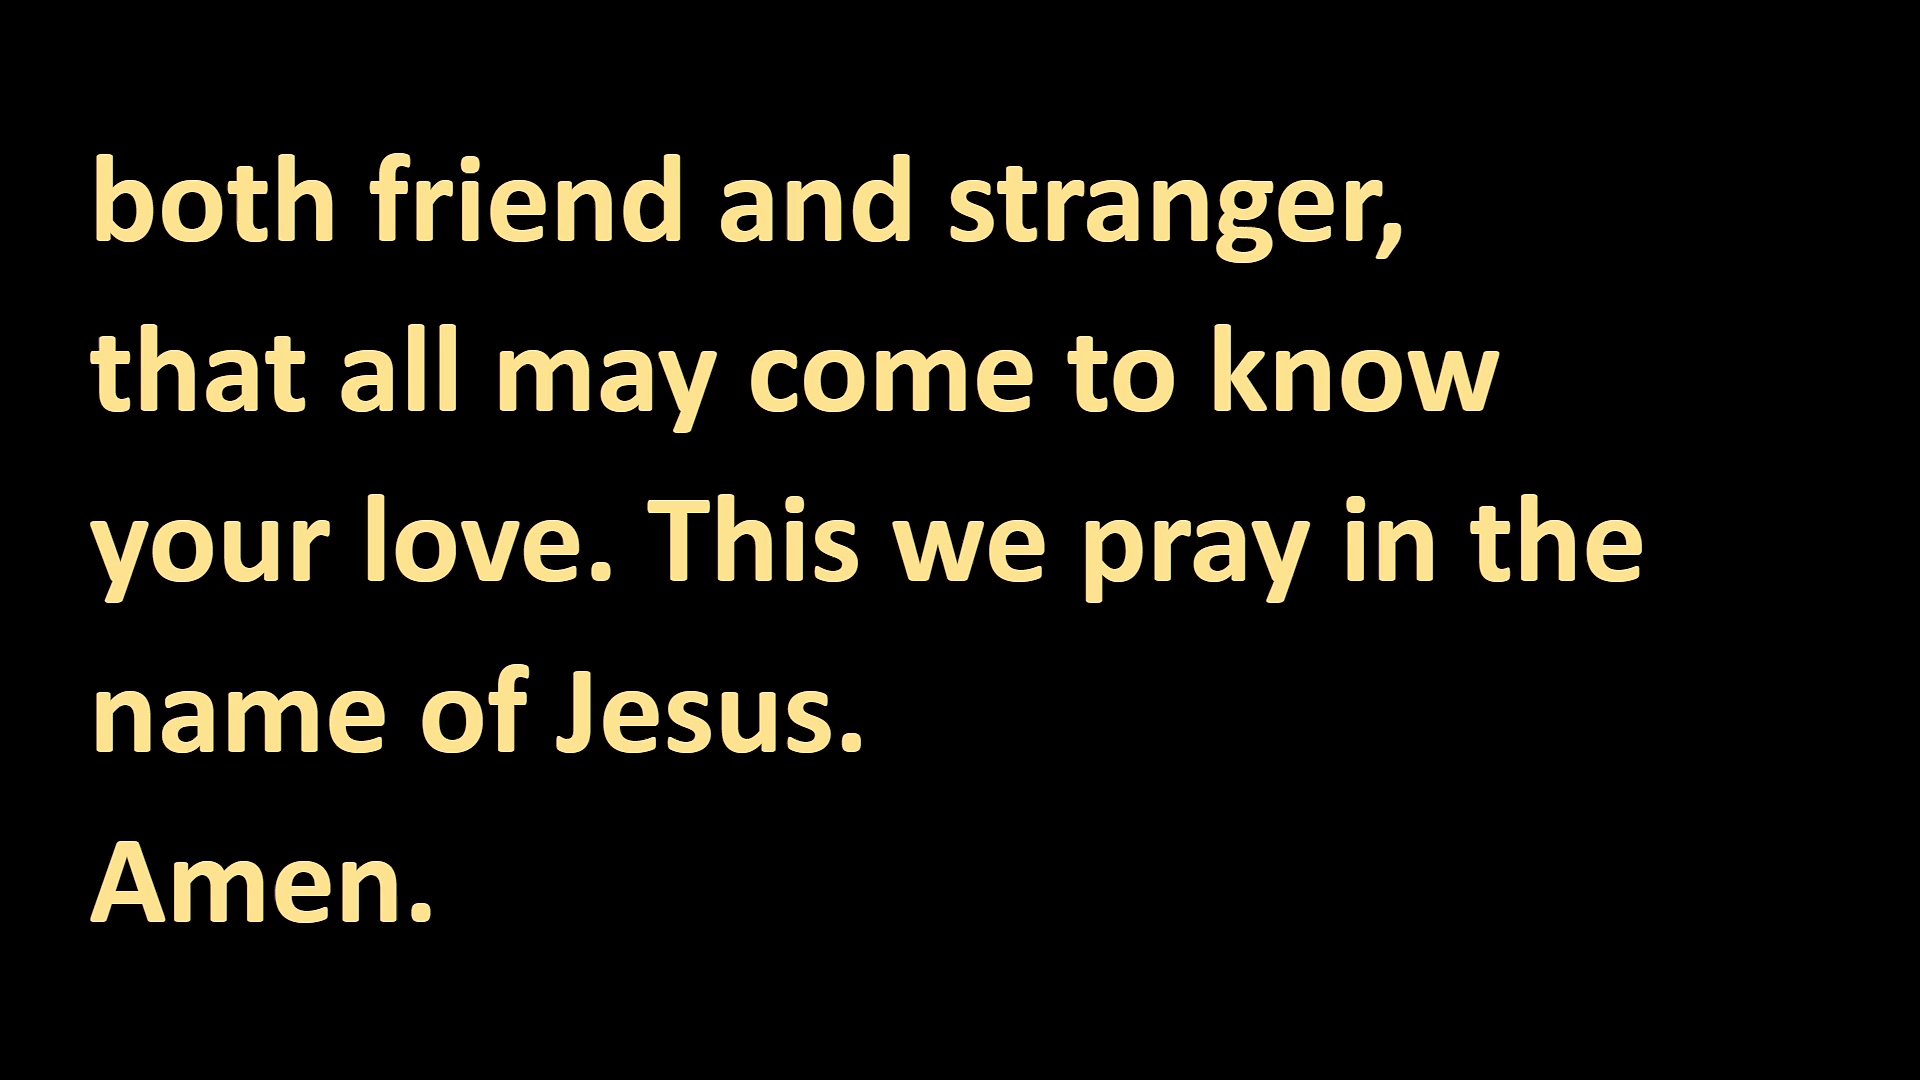 both friend and stranger,
that all may come to know
your love. This we pray in the
name of Jesus.
Amen.